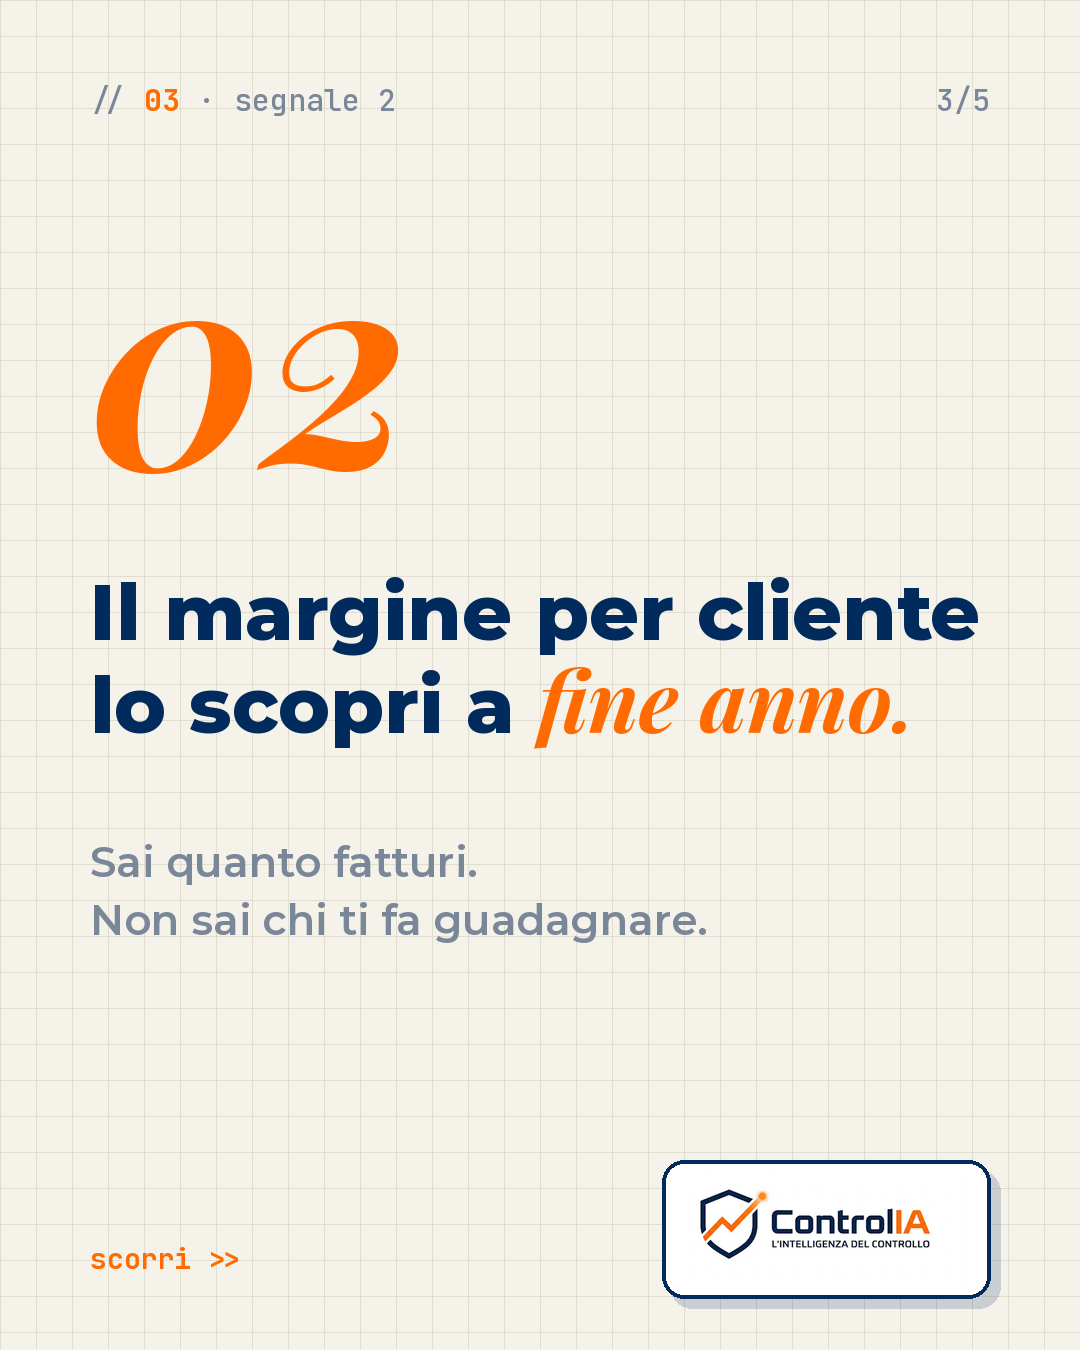 // 03 · segnale 2
3/5
02
Il margine per cliente
lo scopri a fine anno.
Sai quanto fatturi.
Non sai chi ti fa guadagnare.
scorri >>
ControlIA
L'INTELLIGENZA DEL CONTROLLO